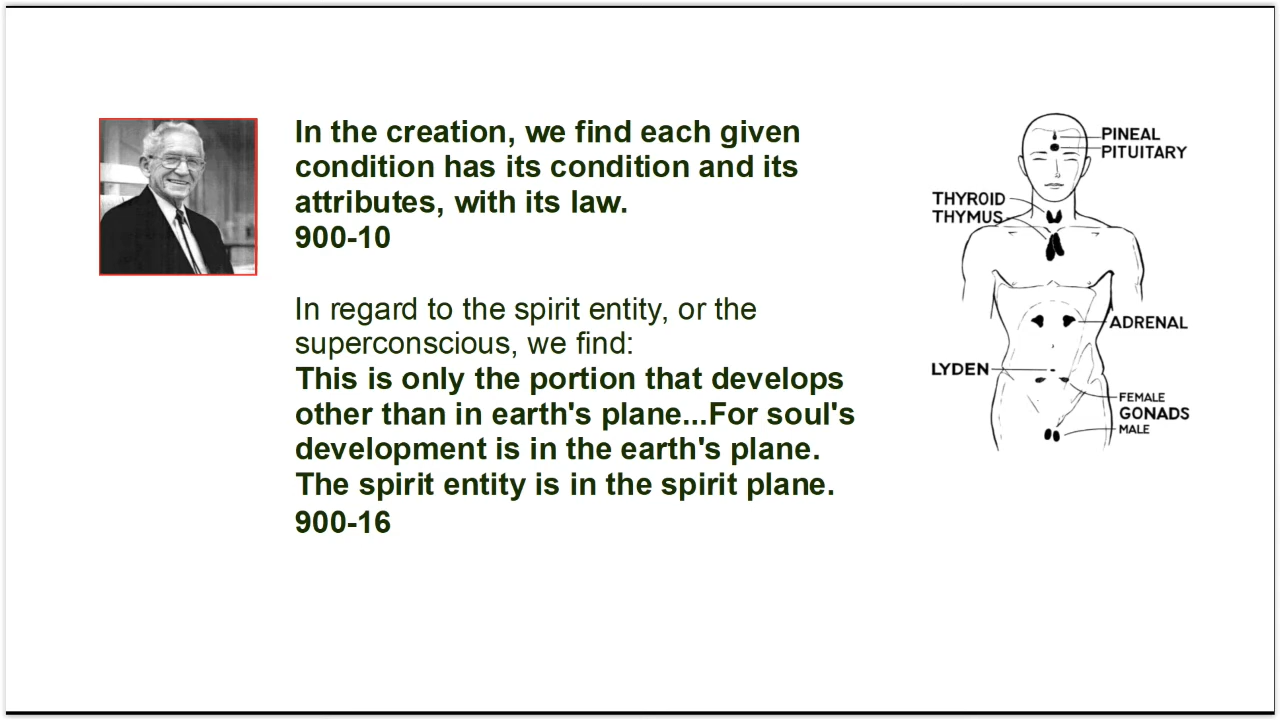 In the creation, we find each given
condition has its condition and its
attributes, with its law.
900-10
In regard to the spirit entity, or the
superconscious, we find:
This is only the portion that develops
other than in earth's plane...For soul's
development is in the earth's plane.
The spirit entity is in the spirit plane.
900-16
PINEAL
PITUITARY
THYROID
THYMUS
ADRENAL
LYDEN
FEMALE
GONADS
MALE